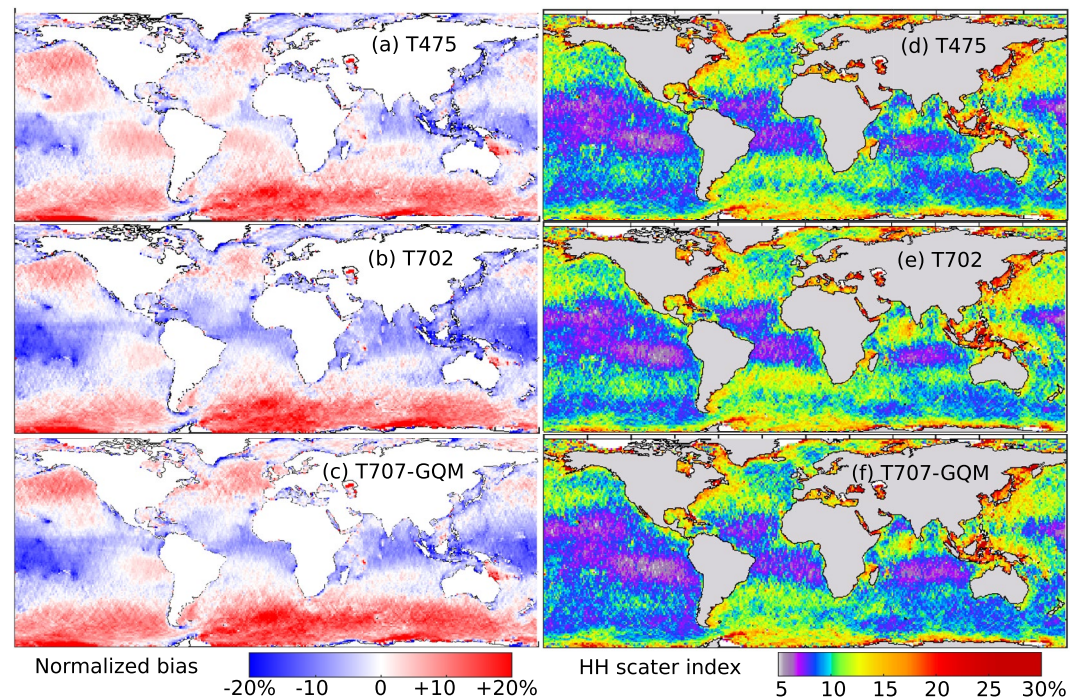 (a) T475
(d) T475
(b) T702
(e) T702
(c) T707-GQM
(f) T707-GQM
Normalized bias
-20% -10 0 +10 +20%
HH scater index
5 10 15 20 25 30%